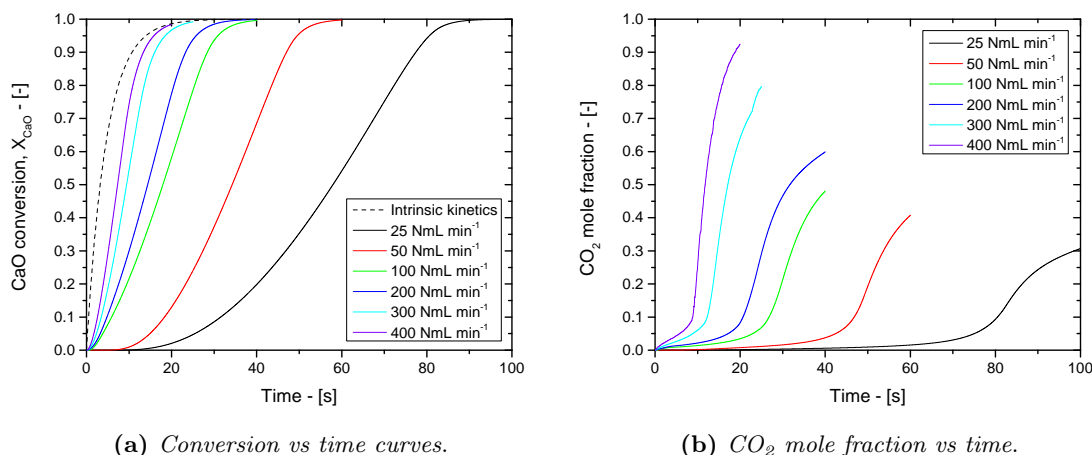 CaO conversion, X_CaO - [-]
1.0
0.9
0.8
0.7
0.6
0.5
0.4
0.3
0.2
0.1
0.0
0 20 40 60 80 100
Time - [s]
Intrinsic kinetics
25 NmL min⁻¹
50 NmL min⁻¹
100 NmL min⁻¹
200 NmL min⁻¹
300 NmL min⁻¹
400 NmL min⁻¹
(a) Conversion vs time curves.
CO₂ mole fraction - [-]
1.0
0.9
0.8
0.7
0.6
0.5
0.4
0.3
0.2
0.1
0.0
0 20 40 60 80 100
Time - [s]
25 NmL min⁻¹
50 NmL min⁻¹
100 NmL min⁻¹
200 NmL min⁻¹
300 NmL min⁻¹
400 NmL min⁻¹
(b) CO₂ mole fraction vs time.